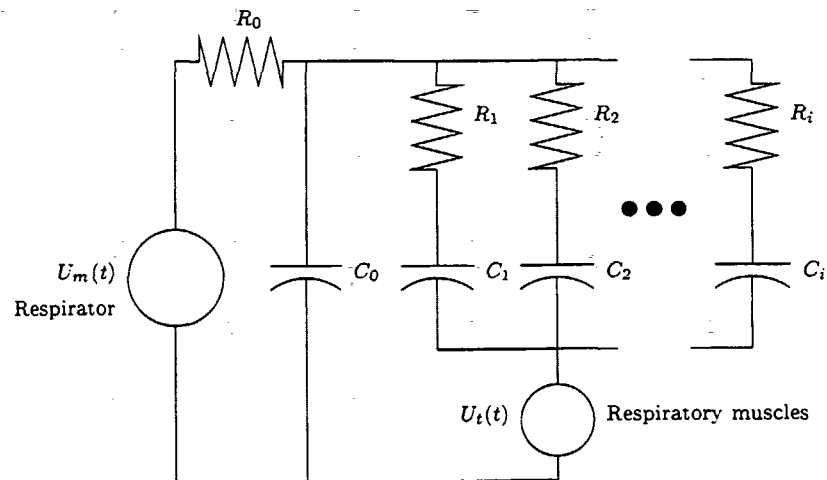 R₀
R₁
R₂
Rᵢ
Uₘ(t)
Respirator
C₀
C₁
C₂
Cᵢ
Uₜ(t)
Respiratory muscles